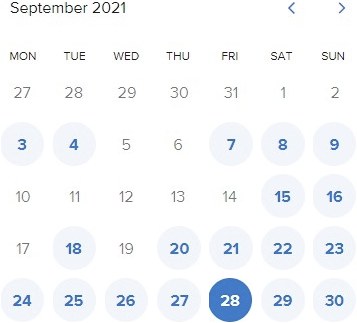 September 2021
MON TUE WED THU FRI SAT SUN
27 28 29 30 31 1 2
3 4 5 6 7 8 9
10 11 12 13 14 15 16
17 18 19 20 21 22 23
24 25 26 27 28 29 30